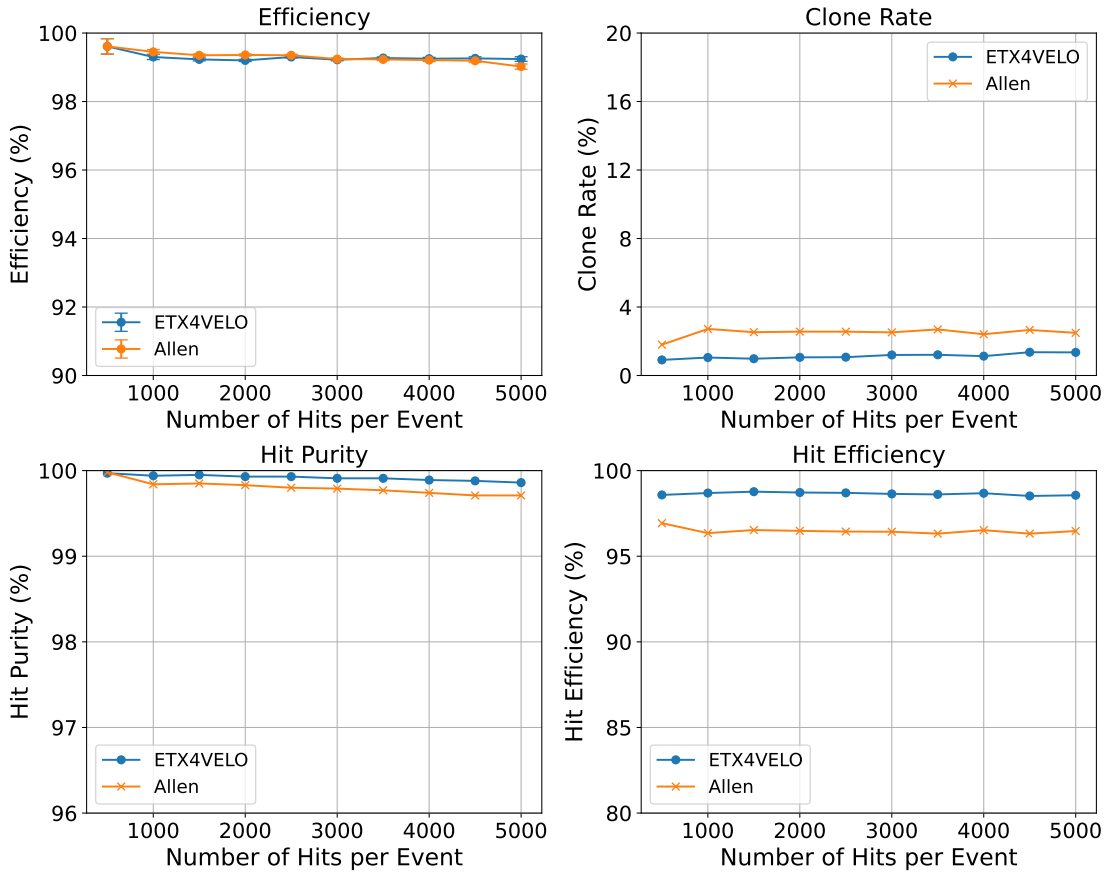 Efficiency
Efficiency (%)
100
98
96
94
92
90
ETX4VELO
Allen
1000 2000 3000 4000 5000
Number of Hits per Event
Clone Rate
Clone Rate (%)
20
16
12
8
4
0
ETX4VELO
Allen
1000 2000 3000 4000 5000
Number of Hits per Event
Hit Purity
Hit Purity (%)
100
99
98
97
96
ETX4VELO
Allen
1000 2000 3000 4000 5000
Number of Hits per Event
Hit Efficiency
Hit Efficiency (%)
100
95
90
85
80
ETX4VELO
Allen
1000 2000 3000 4000 5000
Number of Hits per Event